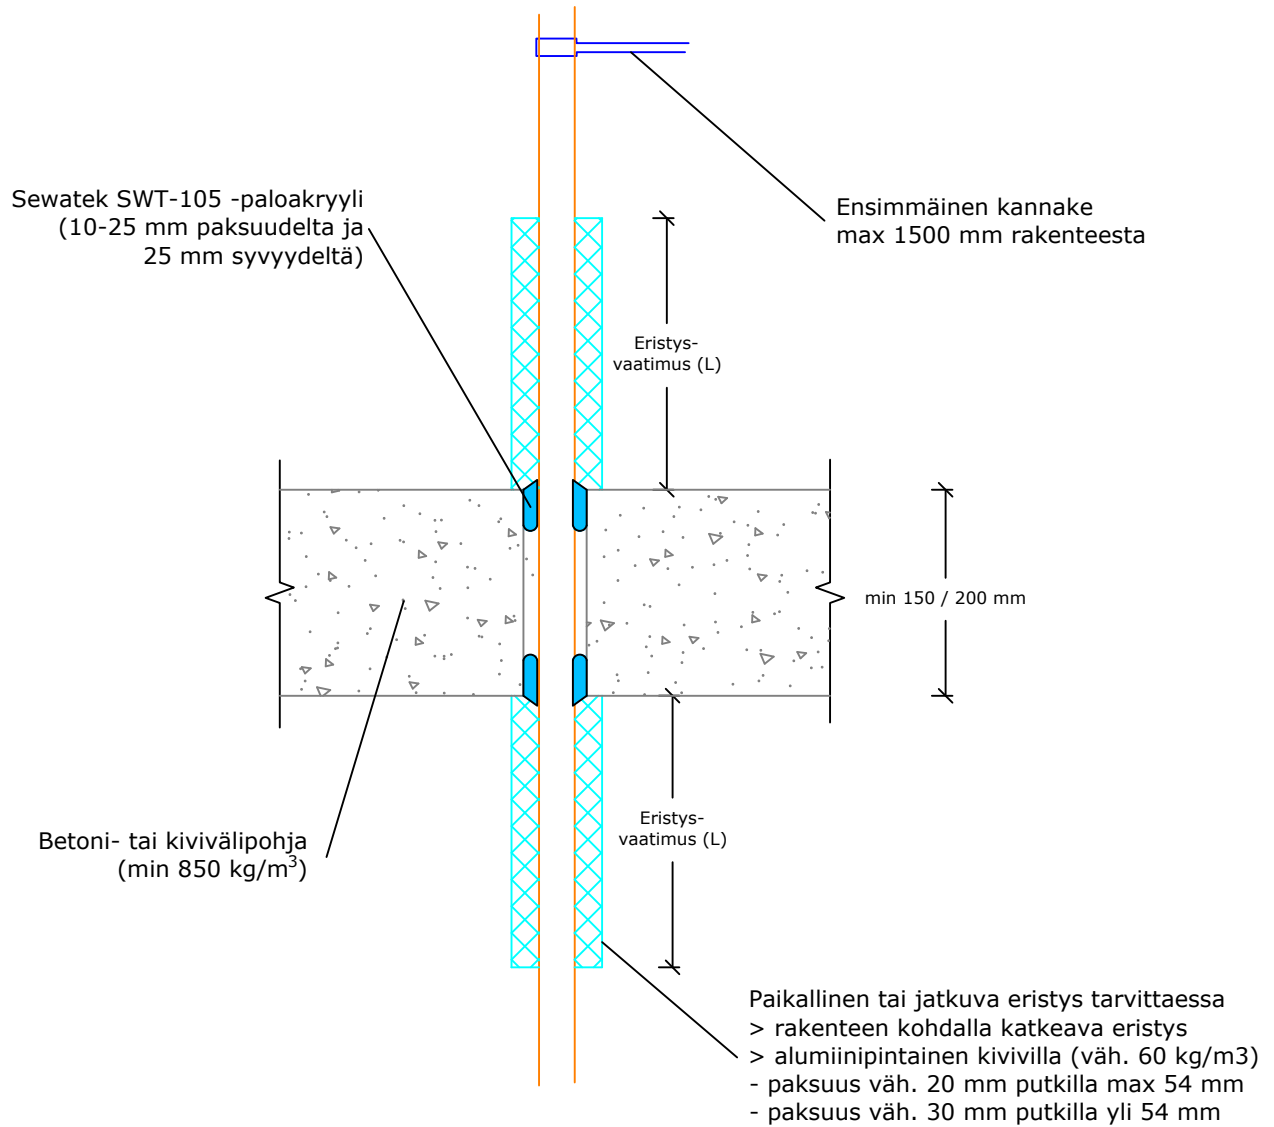 Sewatek SWT-105 -paloakryyli
(10-25 mm paksuudelta ja
25 mm syvyydeltä)
Ensimmäinen kannake
max 1500 mm rakenteesta
Eristys-
vaatimus (L)
min 150 / 200 mm
Betoni- tai kivivälipohja
(min 850 kg/m³)
Eristys-
vaatimus (L)
Paikallinen tai jatkuva eristys tarvittaessa
> rakenteen kohdalla katkeava eristys
> alumiinipintainen kivivilla (väh. 60 kg/m3)
- paksuus väh. 20 mm putkilla max 54 mm
- paksuus väh. 30 mm putkilla yli 54 mm